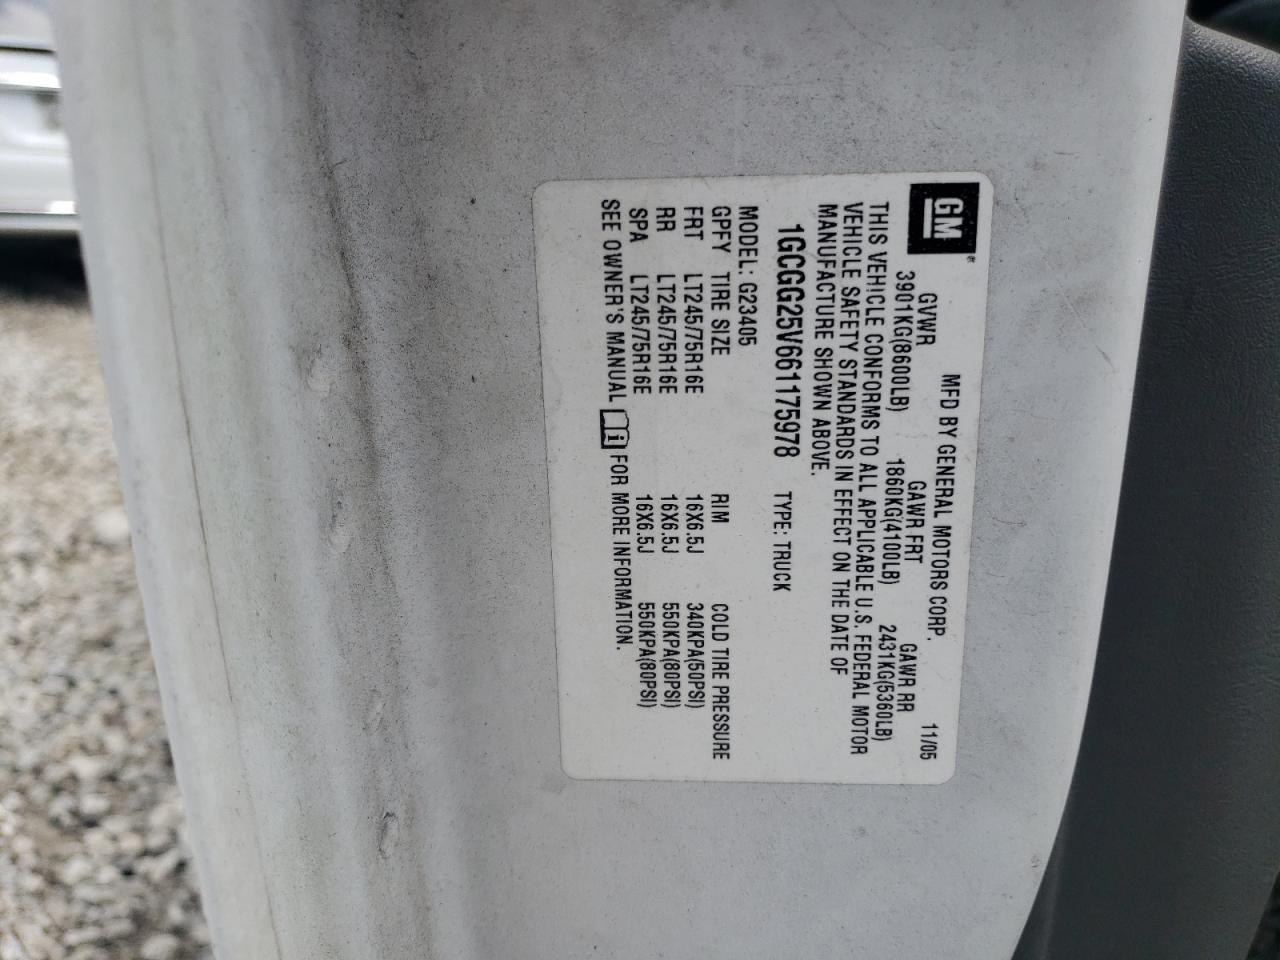 GM® MFD BY GENERAL MOTORS CORP. 11/05
GVWR GAWR FRT GAWR RR
3901KG(8600LB) 1860KG(4100LB) 2431KG(5360LB)
THIS VEHICLE CONFORMS TO ALL APPLICABLE U.S. FEDERAL MOTOR
VEHICLE SAFETY STANDARDS IN EFFECT ON THE DATE OF
MANUFACTURE SHOWN ABOVE.
1GCGG25V661175978 TYPE: TRUCK
MODEL: G23405
GPFY TIRE SIZE RIM COLD TIRE PRESSURE
FRT LT245/75R16E 16X6.5J 340KPA(50PSI)
RR LT245/75R16E 16X6.5J 550KPA(80PSI)
SPA LT245/75R16E 16X6.5J 550KPA(80PSI)
SEE OWNER'S MANUAL i FOR MORE INFORMATION.